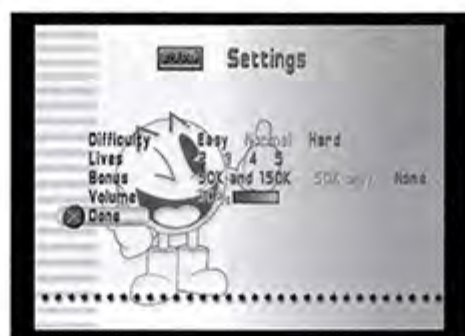 Settings
Difficulty Easy Normal Hard
Lives 2 3 4 5
Bonus 50K and 150K 50K only None
Volume
Done